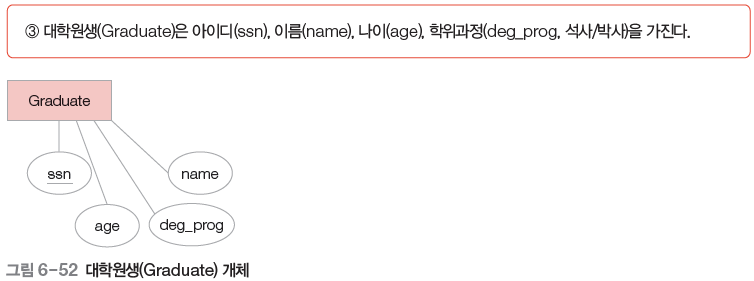 ③ 대학원생(Graduate)은 아이디(ssn), 이름(name), 나이(age), 학위과정(deg_prog, 석사/박사)을 가진다.
Graduate
ssn
name
age
deg_prog
그림 6-52 대학원생(Graduate) 개체